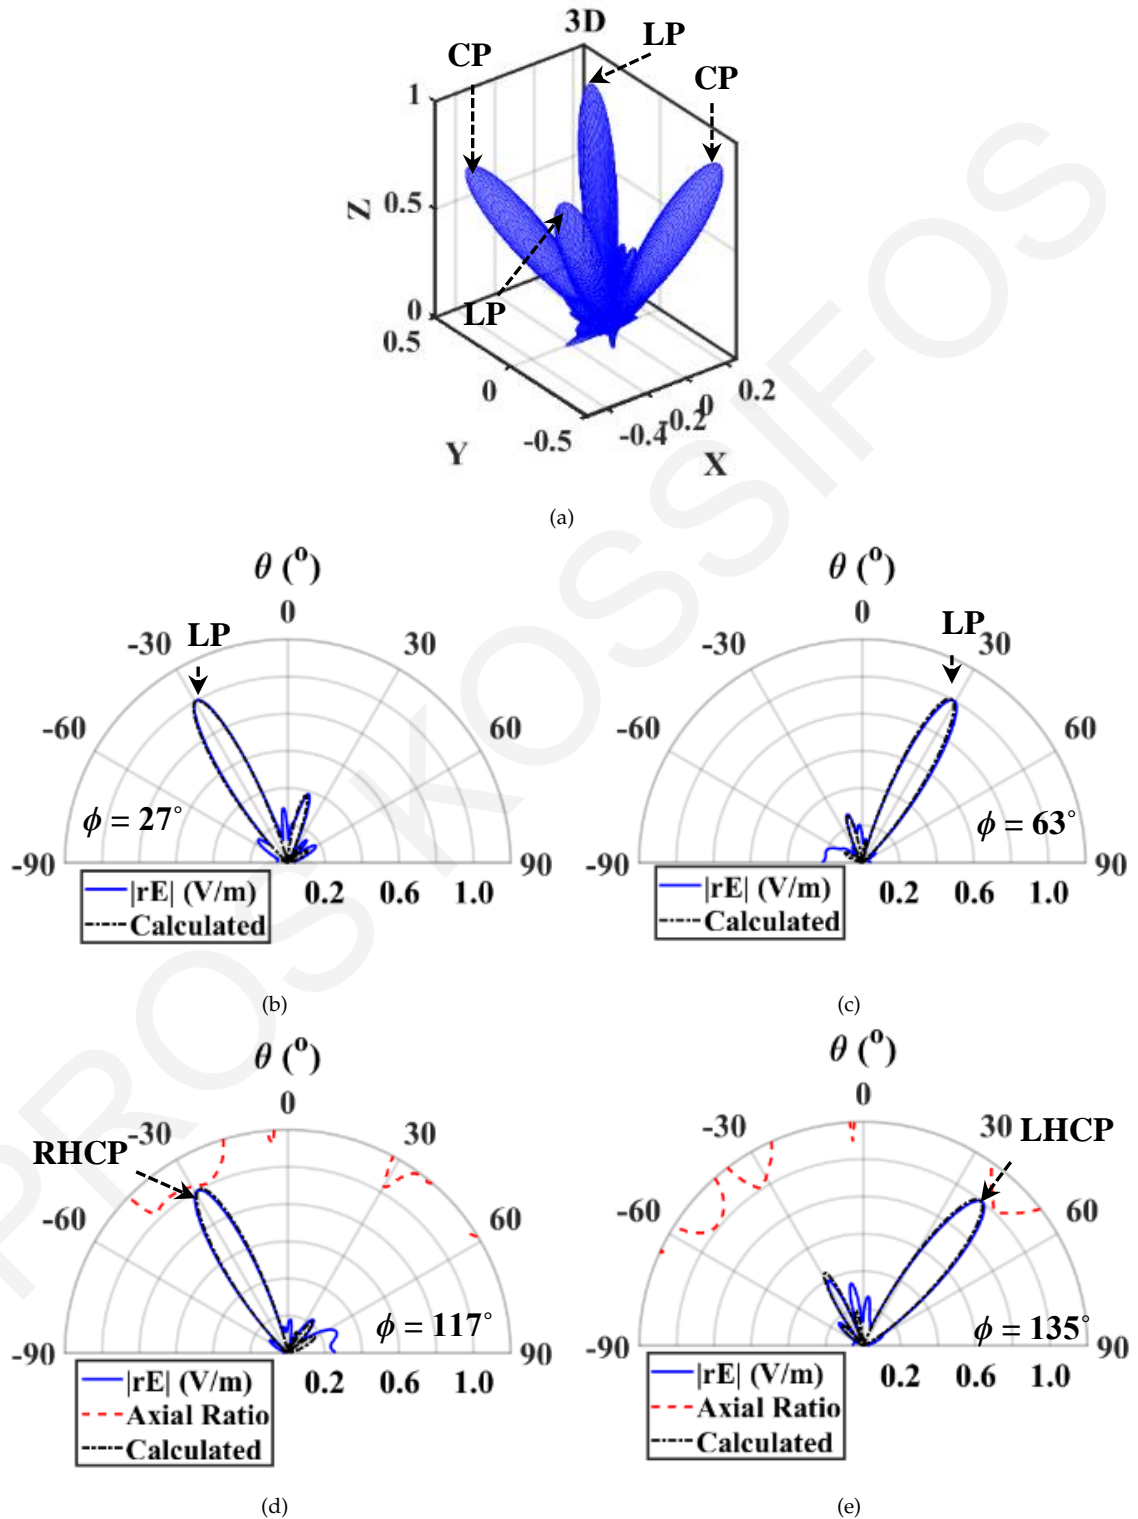 3D
LP
CP
CP
1
Z
0.5
LP
0
0.5
0
0.2
0
-0.2
-0.4
-0.5
Y
X
(a)
θ (°)
0
LP
-30
30
-60
60
ϕ = 27°
-90
90
|rE| (V/m)
Calculated
0.2 0.6 1.0
(b)
θ (°)
0
LP
-30
30
-60
60
ϕ = 63°
-90
90
|rE| (V/m)
Calculated
0.2 0.6 1.0
(c)
θ (°)
0
-30
30
RHCP
-60
60
ϕ = 117°
-90
90
|rE| (V/m)
Axial Ratio
Calculated
0.2 0.6 1.0
(d)
θ (°)
0
-30
30
LHCP
-60
60
ϕ = 135°
-90
90
|rE| (V/m)
Axial Ratio
Calculated
0.2 0.6 1.0
(e)
PROS KOSSIFOS